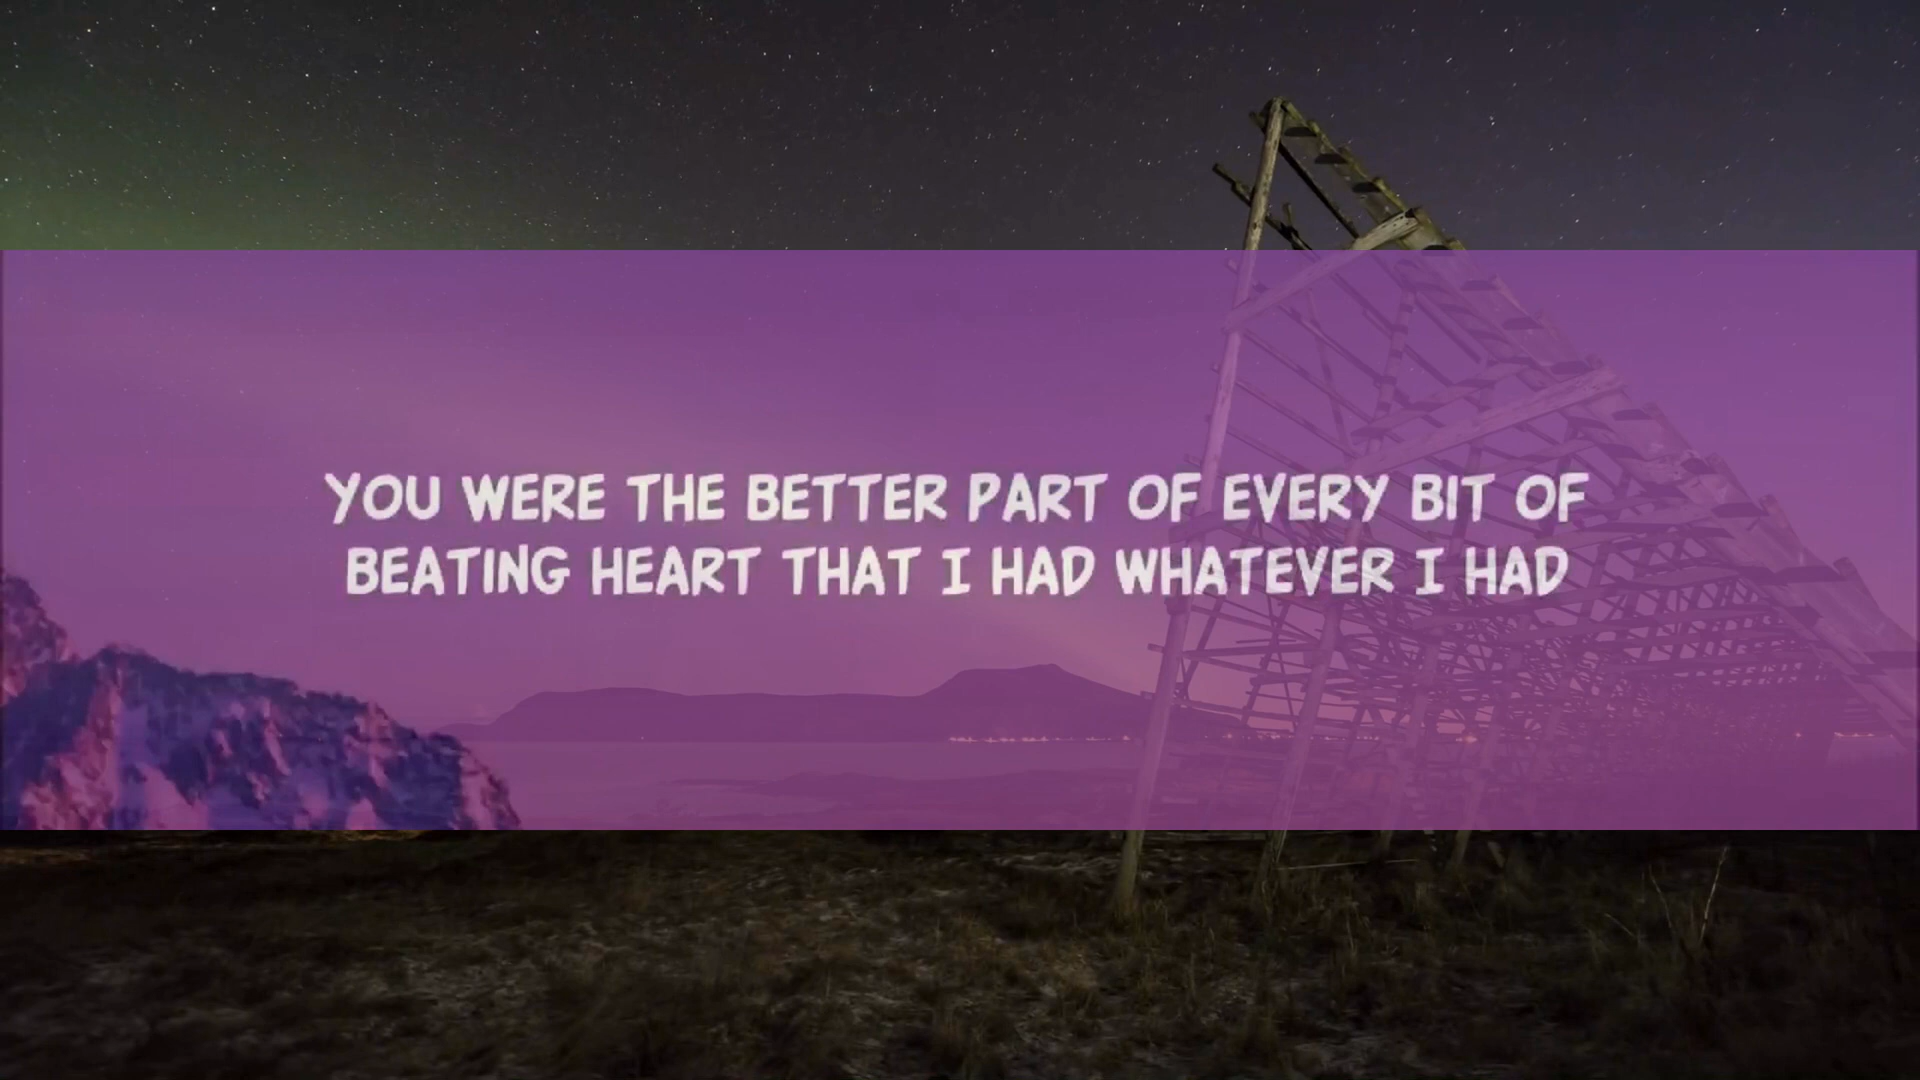 YOU WERE THE BETTER PART OF EVERY BIT OF
BEATING HEART THAT I HAD WHATEVER I HAD